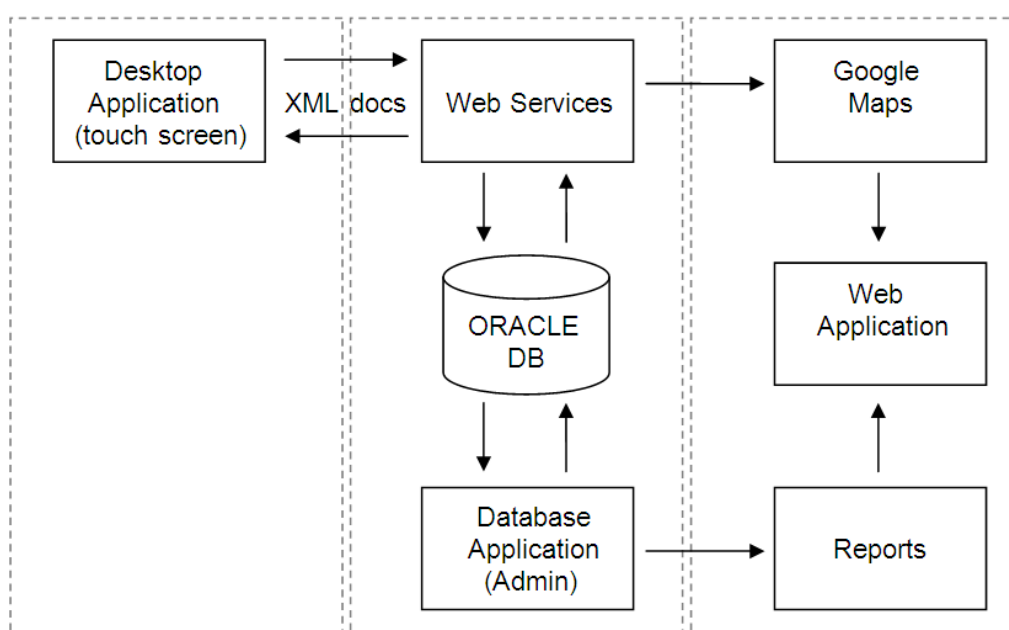 Desktop
Application
(touch screen)
XML docs
Web Services
Google
Maps
ORACLE
DB
Web
Application
Database
Application
(Admin)
Reports